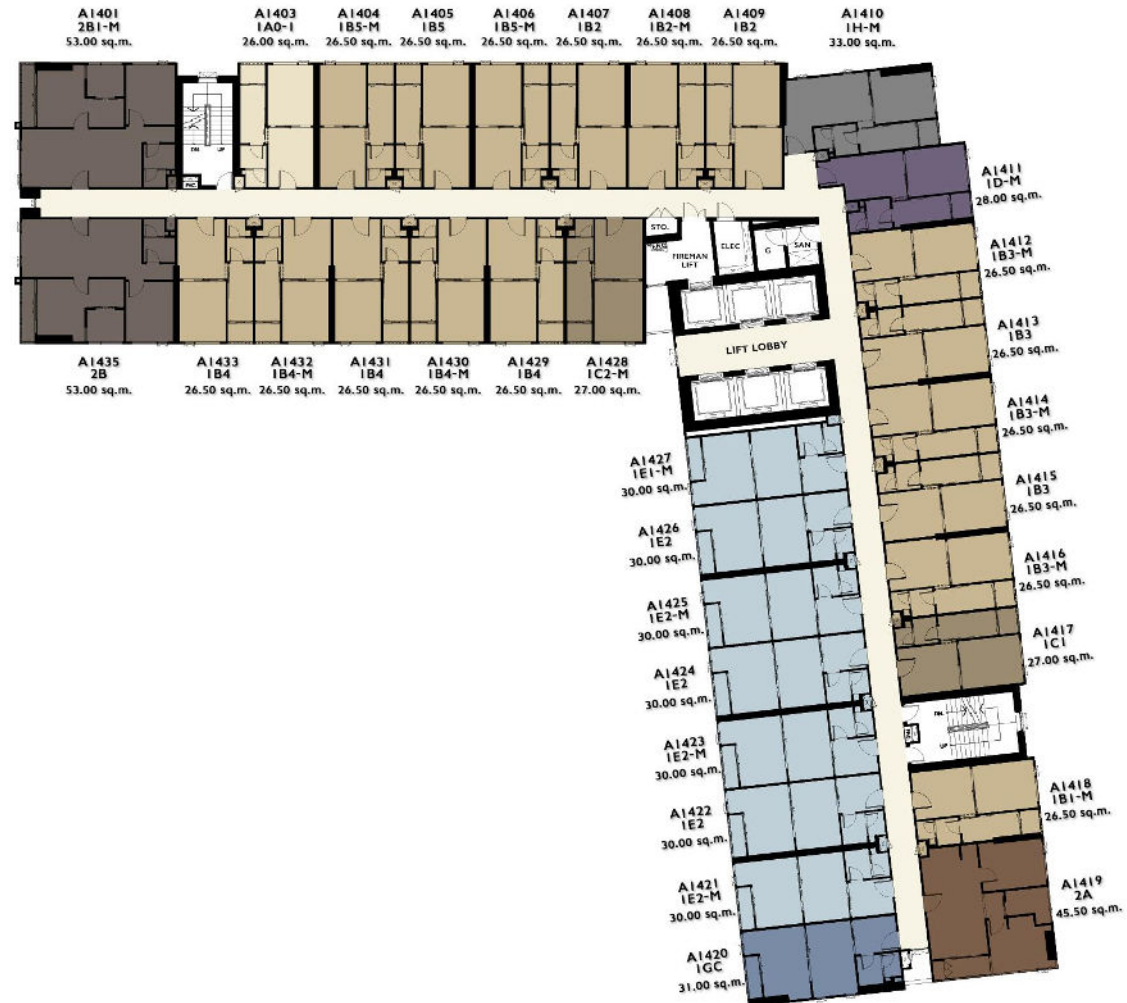 A1401
2B1-M
53.00 sq.m.
A1403
1A0-1
26.00 sq.m.
A1404
1B5-M
26.50 sq.m.
A1405
1B5
26.50 sq.m.
A1406
1B5-M
26.50 sq.m.
A1407
1B2
26.50 sq.m.
A1408
1B2-M
26.50 sq.m.
A1409
1B2
26.50 sq.m.
A1410
1H-M
33.00 sq.m.
DN.
UP
A1411
1D-M
28.00 sq.m.
STO.
FIREMAN
LIFT
ELEC
G
SAN
A1412
1B3-M
26.50 sq.m.
A1413
1B3
26.50 sq.m.
LIFT LOBBY
A1435
2B
53.00 sq.m.
A1433
1B4
26.50 sq.m.
A1432
1B4-M
26.50 sq.m.
A1431
1B4
26.50 sq.m.
A1430
1B4-M
26.50 sq.m.
A1429
1B4
26.50 sq.m.
A1428
1C2-M
27.00 sq.m.
A1414
1B3-M
26.50 sq.m.
A1427
1E1-M
30.00 sq.m.
A1415
1B3
26.50 sq.m.
A1426
1E2
30.00 sq.m.
A1416
1B3-M
26.50 sq.m.
A1425
1E2-M
30.00 sq.m.
A1417
1C1
27.00 sq.m.
A1424
1E2
30.00 sq.m.
DN.
UP
A1423
1E2-M
30.00 sq.m.
A1418
1B1-M
26.50 sq.m.
A1422
1E2
30.00 sq.m.
A1421
1E2-M
30.00 sq.m.
A1419
2A
45.50 sq.m.
A1420
1GC
31.00 sq.m.